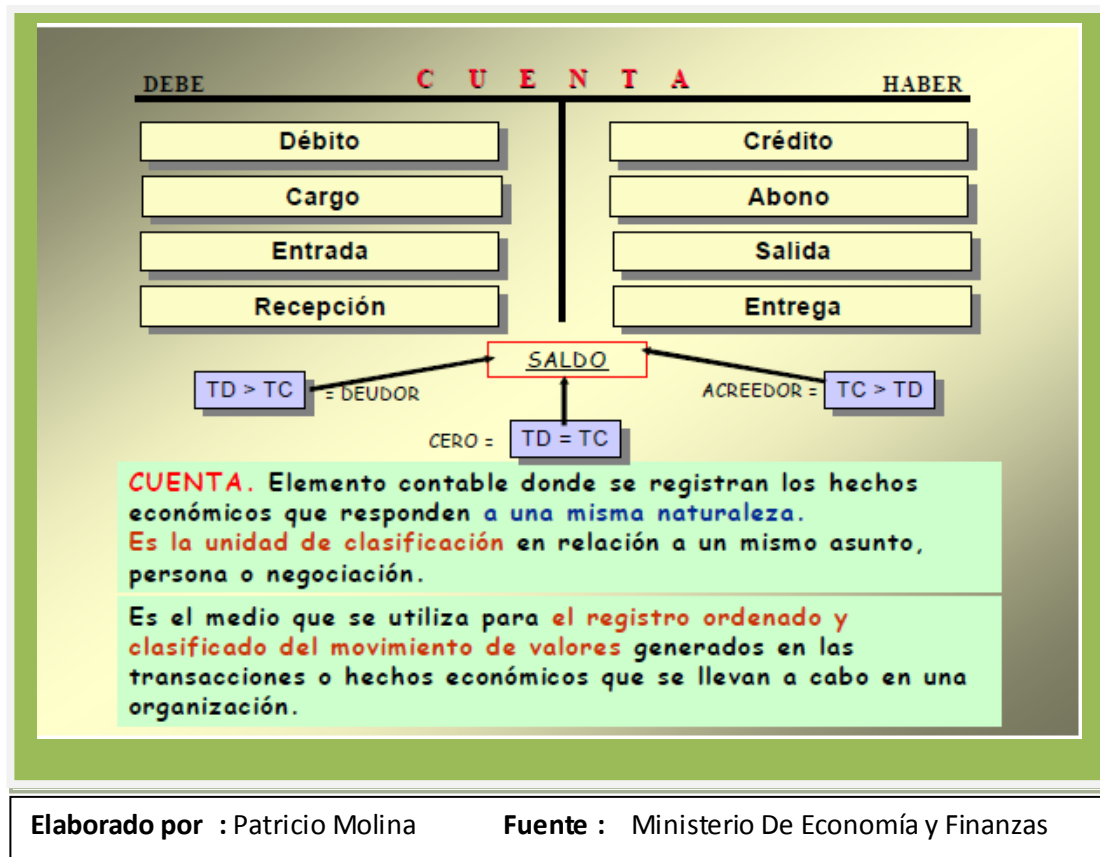 DEBE C U E N T A HABER
Débito Crédito
Cargo Abono
Entrada Salida
Recepción Entrega
SALDO
TD > TC = DEUDOR ACREEDOR = TC > TD
CERO = TD = TC
CUENTA. Elemento contable donde se registran los hechos
económicos que responden a una misma naturaleza.
Es la unidad de clasificación en relación a un mismo asunto,
persona o negociación.
Es el medio que se utiliza para el registro ordenado y
clasificado del movimiento de valores generados en las
transacciones o hechos económicos que se llevan a cabo en una
organización.
Elaborado por : Patricio Molina Fuente : Ministerio De Economía y Finanzas